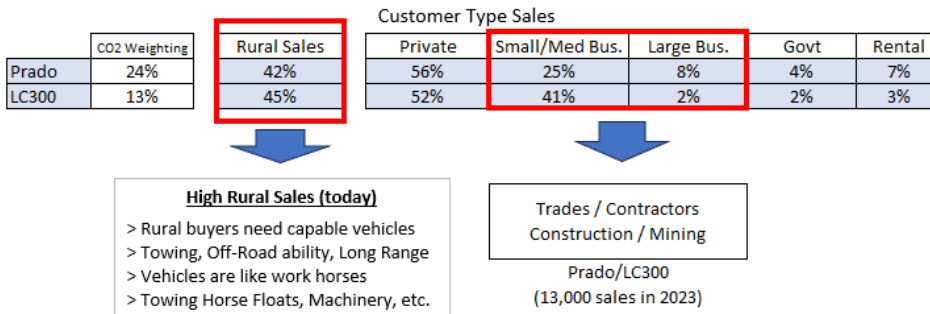 Customer Type Sales
CO2 Weighting Rural Sales Private Small/Med Bus. Large Bus. Govt Rental
Prado 24% 42% 56% 25% 8% 4% 7%
LC300 13% 45% 52% 41% 2% 2% 3%
High Rural Sales (today)
> Rural buyers need capable vehicles
> Towing, Off-Road ability, Long Range
> Vehicles are like work horses
> Towing Horse Floats, Machinery, etc.
Trades / Contractors
Construction / Mining
Prado/LC300
(13,000 sales in 2023)